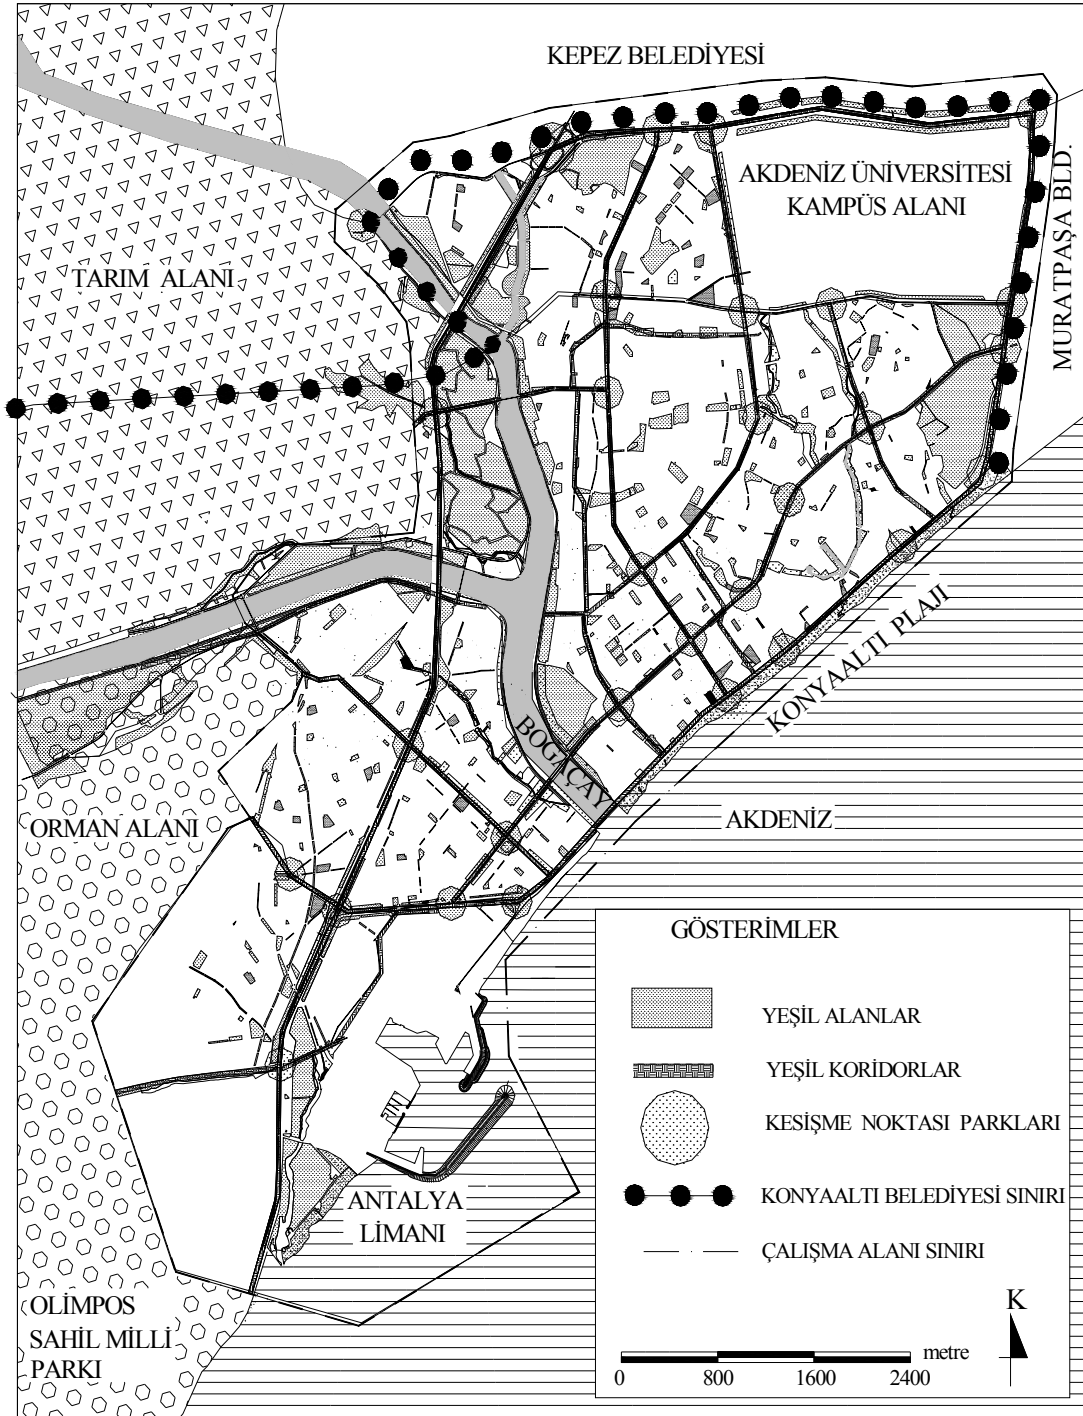 KEPEZ BELEDİYESİ
AKDENİZ ÜNİVERSİTESİ
KAMPÜS ALANI
MURATPAŞA BLD.
TARIM ALANI
KONYAALTI PLAJI
BOĞAÇAY
ORMAN ALANI
AKDENİZ
GÖSTERİMLER
YEŞİL ALANLAR
YEŞİL KORİDORLAR
KESİŞME NOKTASI PARKLARI
KONYAALTI BELEDİYESİ SINIRI
ÇALIŞMA ALANI SINIRI
ANTALYA
LİMANI
OLİMPOS
SAHİL MİLLİ
PARKI
K
metre
0 800 1600 2400